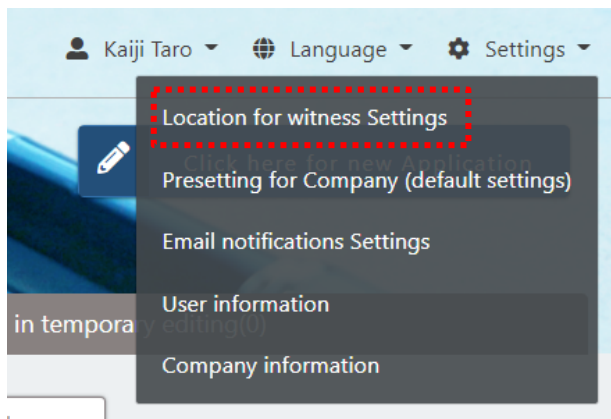 Kaiji Taro Language Settings
Location for witness Settings
Click here for new Application
Presetting for Company (default settings)
Email notifications Settings
User information
in temporary editing(0)
Company information